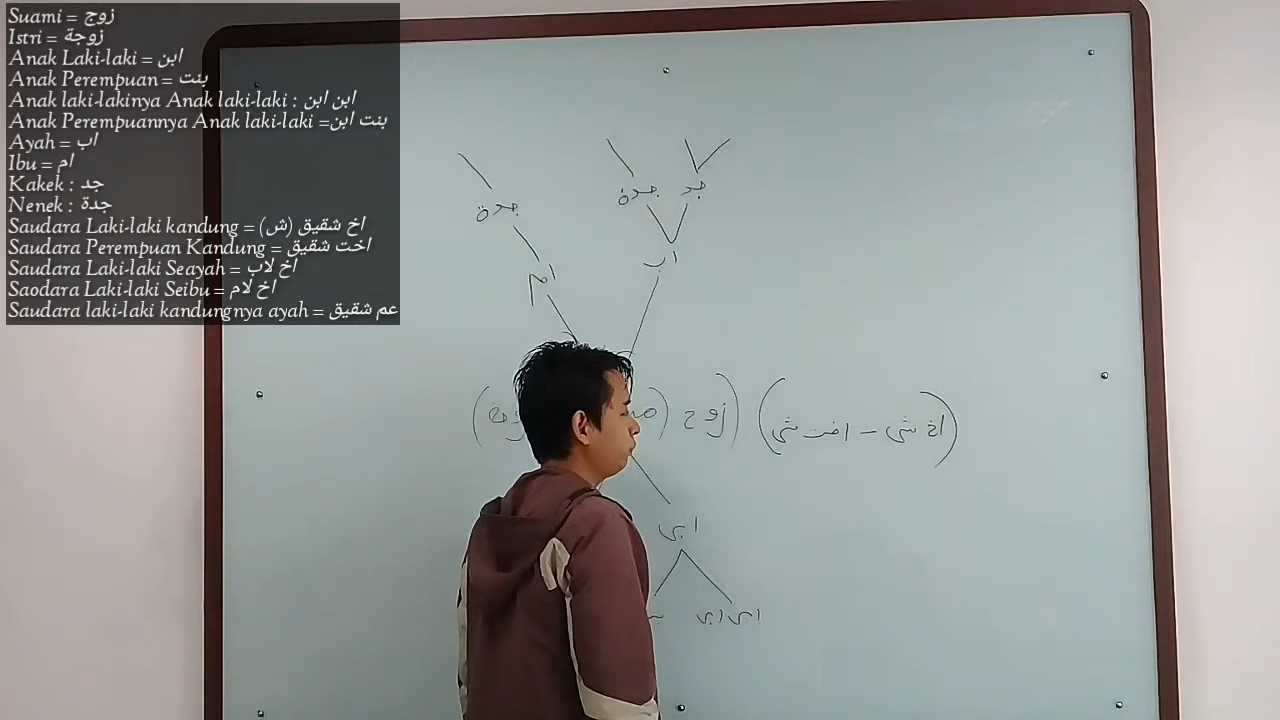 Suami = زوج
Istri = زوجة
Anak Laki-laki = ابن
Anak Perempuan = بنت
Anak laki-lakinya Anak laki-laki : ابن ابن
Anak Perempuannya Anak laki-laki = بنت ابن
Ayah = اب
Ibu = ام
Kakek : جد
Nenek : جدة
Saudara Laki-laki kandung = اخ شقيق (ش)
Saudara Perempuan Kandung = اخت شقيق
Saudara Laki-laki Seayah = اخ لاب
Saodara Laki-laki Seibu = اخ لام
Saudara laki-laki kandungnya ayah = عم شقيق
جد جدة جدة
اب
ام
(اخ ش - اخت ش) (زوج)
ابن
ابن ابن